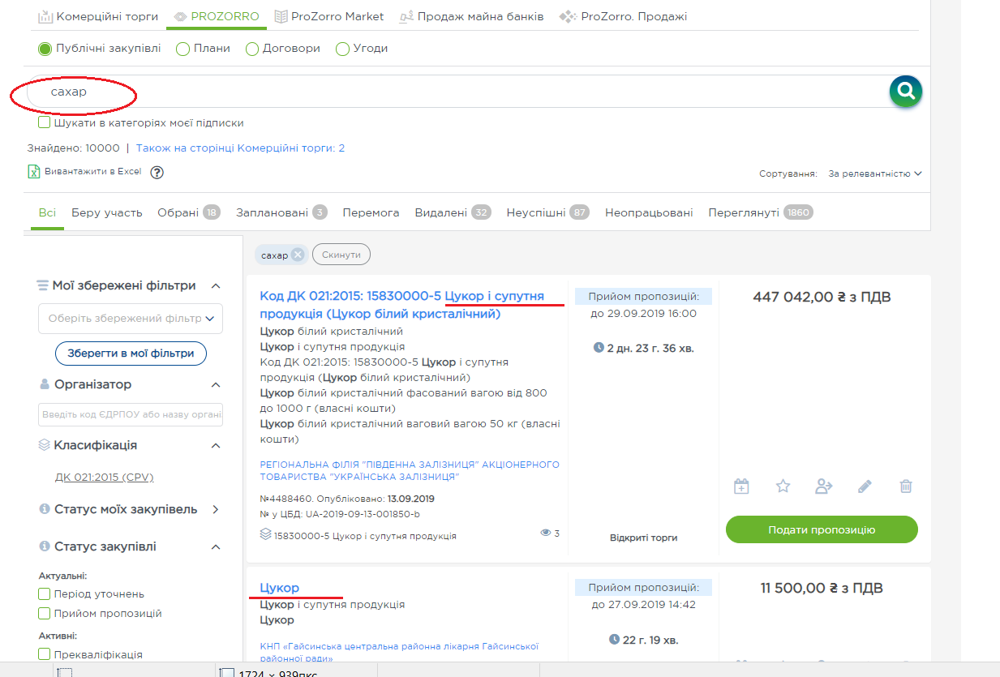 Комерційні торги PROZORRO ProZorro Market Продаж майна банків ProZorro. Продажі
Публічні закупівлі Плани Договори Угоди
сахар
Шукати в категоріях моєї підписки
Знайдено: 10000 | Також на сторінці Комерційні торги: 2
Вивантажити в Excel ?
Сортування: За релевантністю
Всі Беру участь Обрані 18 Заплановані 3 Перемога Видалені 32 Неуспішні 87 Неопрацьовані Переглянуті 1860
сахар Скинути
Мої збережені фільтри
Оберіть збережений фільтр
Зберегти в мої фільтри
Організатор
Введіть код ЄДРПОУ або назву органі
Класифікація
ДК 021:2015 (CPV)
Статус моїх закупівель
Статус закупівлі
Актуальні:
Період уточнень
Прийом пропозицій
Активні:
Прекваліфікація
Код ДК 021:2015: 15830000-5 Цукор і супутня
продукція (Цукор білий кристалічний)
Цукор білий кристалічний
Цукор і супутня продукція
Код ДК 021:2015: 15830000-5 Цукор і супутня
продукція (Цукор білий кристалічний)
Цукор білий кристалічний фасований вагою від 800
до 1000 г (власні кошти)
Цукор білий кристалічний ваговий вагою 50 кг (власні
кошти)
РЕГІОНАЛЬНА ФІЛІЯ "ПІВДЕННА ЗАЛІЗНИЦЯ" АКЦІОНЕРНОГО
ТОВАРИСТВА "УКРАЇНСЬКА ЗАЛІЗНИЦЯ"
№4488460. Опубліковано: 13.09.2019
№ у ЦБД: UA-2019-09-13-001850-b
15830000-5 Цукор і супутня продукція 3
Прийом пропозицій:
до 29.09.2019 16:00
2 дн. 23 г. 36 хв.
Відкриті торги
447 042,00 ₴ з ПДВ
Подати пропозицію
Цукор
Цукор і супутня продукція
Цукор
КНП «Гайсинська центральна районна лікарня Гайсинської
районної ради»
Прийом пропозицій:
до 27.09.2019 14:42
22 г. 19 хв.
11 500,00 ₴ з ПДВ
1724 × 939пкс